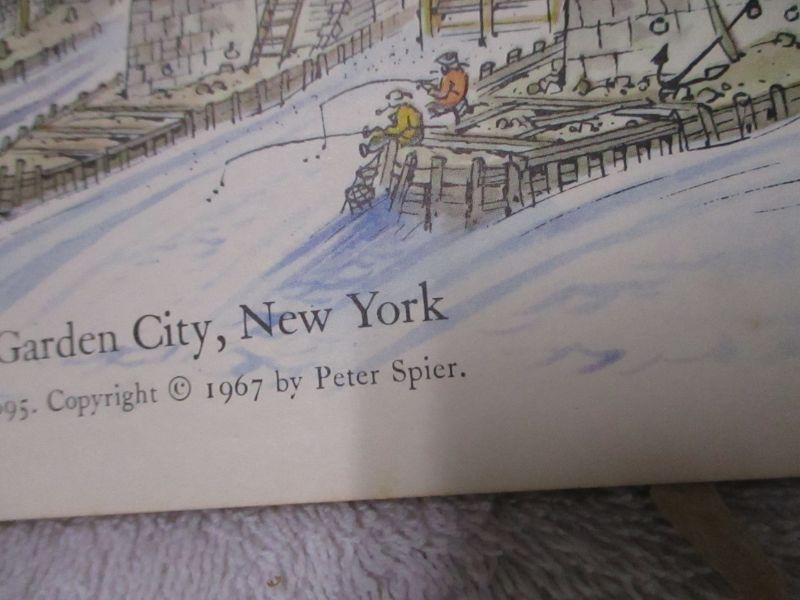 Garden City, New York
95. Copyright © 1967 by Peter Spier.